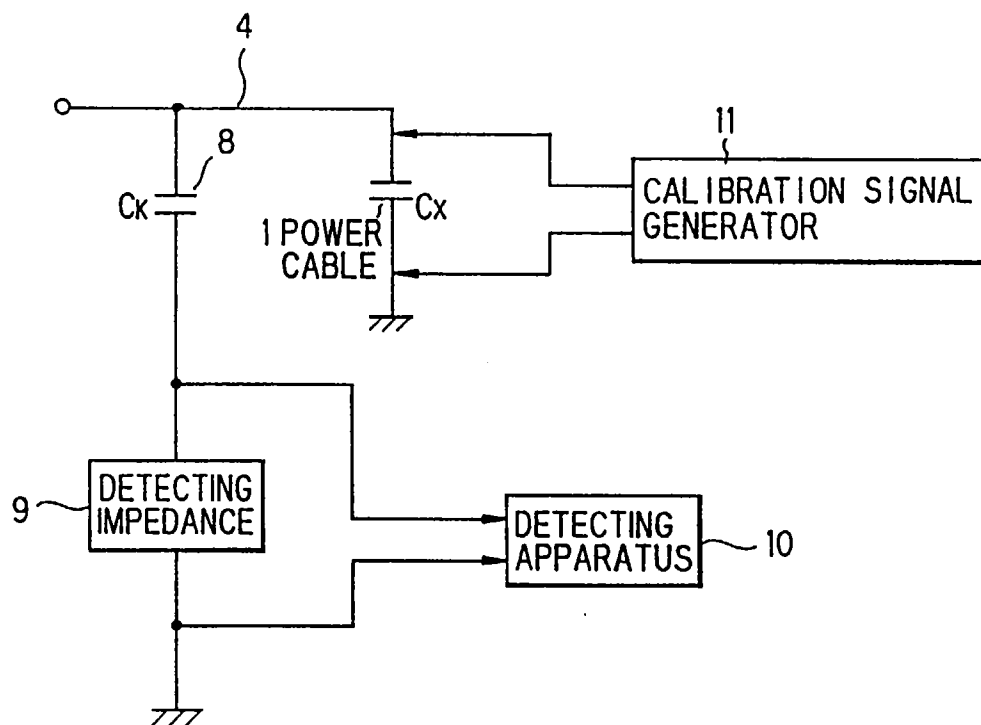 4
8
CK
1 POWER
CABLE
CX
11
CALIBRATION SIGNAL
GENERATOR
9
DETECTING
IMPEDANCE
DETECTING
APPARATUS
10